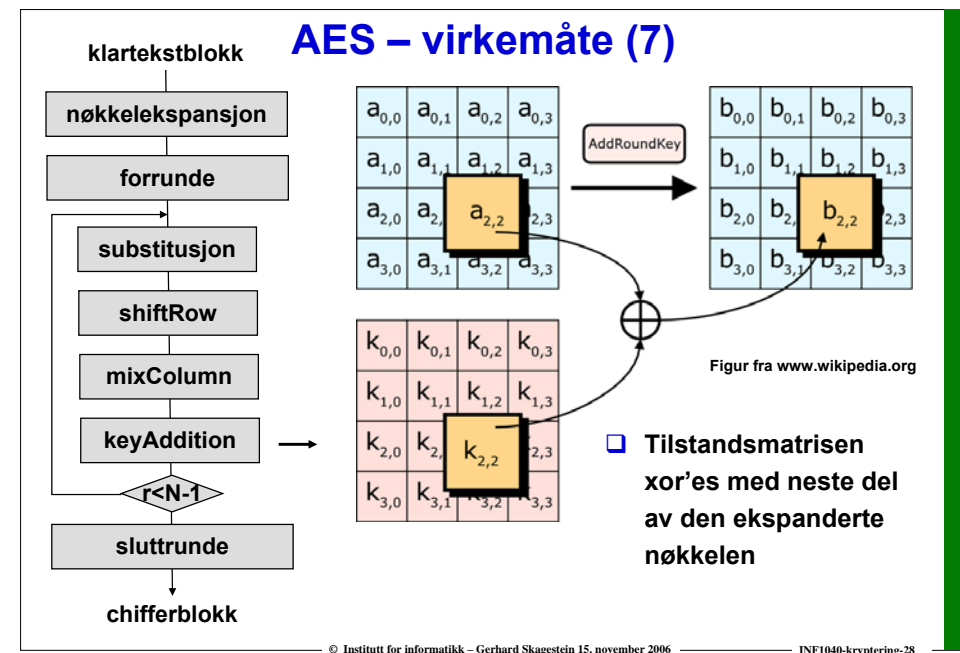 AES – virkemåte (7)
klartekstblokk
nøkkelekspansjon
forrunde
substitusjon
shiftRow
mixColumn
keyAddition
r<N-1
sluttrunde
chifferblokk
a0,0 a0,1 a0,2 a0,3
a1,0 a1,1 a1,2 a1,3
a2,0 a2, a2,2 2,3
a3,0 a3,1 a3,2 a3,3
AddRoundKey
b0,0 b0,1 b0,2 b0,3
b1,0 b1,1 b1,2 b1,3
b2,0 b2, b2,2 2,3
b3,0 b3,1 b3,2 b3,3
k0,0 k0,1 k0,2 k0,3
k1,0 k1,1 k1,2 k1,3
k2,0 k2, k2,2 2,3
k3,0 k3,1 k3,2 k3,3
Figur fra www.wikipedia.org
Tilstandsmatrisen
xor’es med neste del
av den ekspanderte
nøkkelen
© Institutt for informatikk – Gerhard Skagestein 15. november 2006
INF1040-kryptering-28